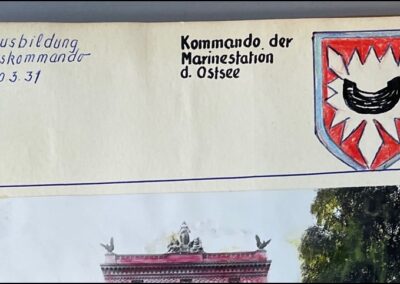 usbildung
skommando
0 3. 31
Kommando der
Marinestation
d. Ostsee